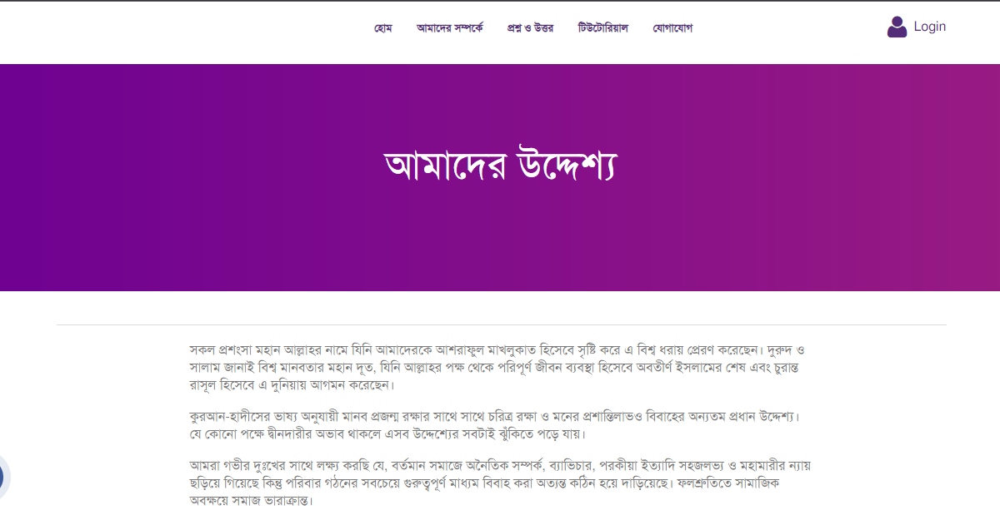 হোম আমাদের সম্পর্কে প্রশ্ন ও উত্তর টিউটোরিয়াল যোগাযোগ Login
আমাদের উদ্দেশ্য
সকল প্রশংসা মহান আল্লাহর নামে যিনি আমাদেরকে আশরাফুল মাখলুকাত হিসেবে সৃষ্টি করে এ বিশ্ব ধরায় প্রেরণ করেছেন। দুরুদ ও
সালাম জানাই বিশ্ব মানবতার মহান দূত, যিনি আল্লাহর পক্ষ থেকে পরিপূর্ণ জীবন ব্যবস্থা হিসেবে অবতীর্ণ ইসলামের শেষ এবং চুরান্ত
রাসূল হিসেবে এ দুনিয়ায় আগমন করেছেন।
কুরআন-হাদীসের ভাষ্য অনুযায়ী মানব প্রজন্ম রক্ষার সাথে সাথে চরিত্র রক্ষা ও মনের প্রশান্তিলাভও বিবাহের অন্যতম প্রধান উদ্দেশ্য।
যে কোনো পক্ষে দ্বীনদারীর অভাব থাকলে এসব উদ্দেশ্যের সবটাই ঝুঁকিতে পড়ে যায়।
আমরা গভীর দুঃখের সাথে লক্ষ্য করছি যে, বর্তমান সমাজে অনৈতিক সম্পর্ক, ব্যাভিচার, পরকীয়া ইত্যাদি সহজলভ্য ও মহামারীর ন্যায়
ছড়িয়ে গিয়েছে কিন্তু পরিবার গঠনের সবচেয়ে গুরুত্বপূর্ণ মাধ্যম বিবাহ করা অত্যন্ত কঠিন হয়ে দাড়িয়েছে। ফলশ্রুতিতে সামাজিক
অবক্ষয়ে সমাজ ভারাক্রান্ত।